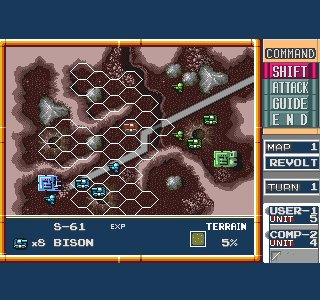 COMMAND
SHIFT
ATTACK
GUIDE
END
MAP 1
REVOLT
TURN 1
USER-1
UNIT 5
COMP-2
UNIT 4
S-61 EXP TERRAIN
x8 BISON 5%